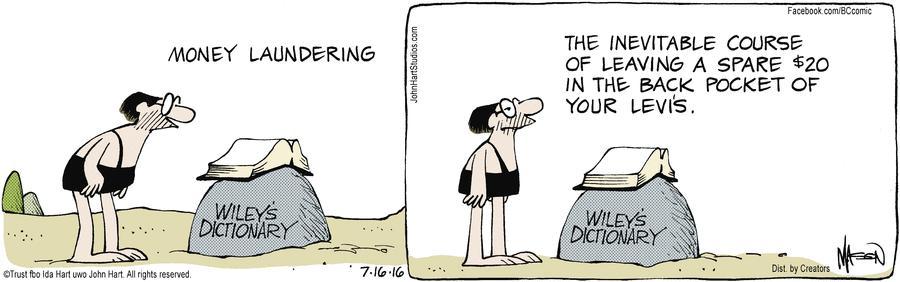 MONEY LAUNDERING
WILEY'S
DICTIONARY
©Trust fbo Ida Hart uwo John Hart. All rights reserved.
7-16-16
JohnHartStudios.com
Facebook.com/BCcomic
THE INEVITABLE COURSE
OF LEAVING A SPARE $20
IN THE BACK POCKET OF
YOUR LEVI'S.
WILEY'S
DICTIONARY
Dist. by Creators
MASON